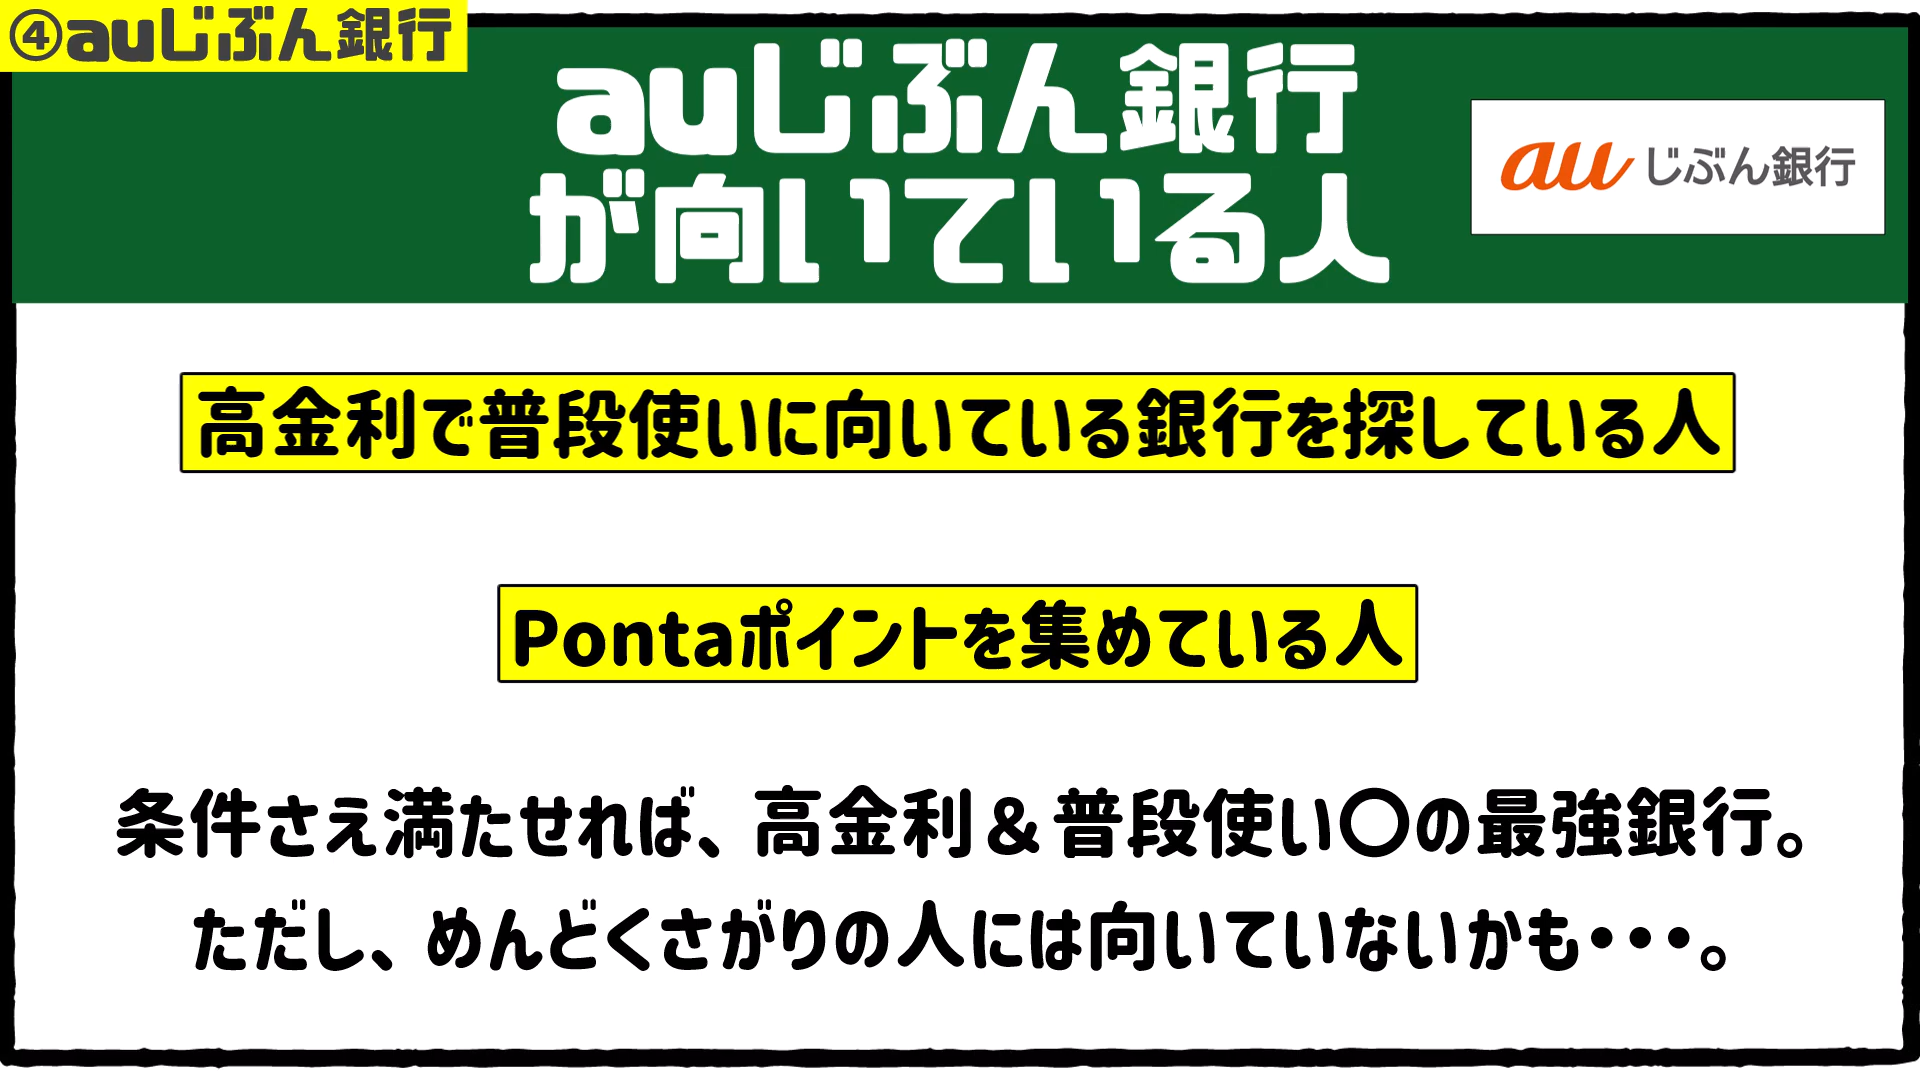 ④auじぶん銀行
auじぶん銀行
が向いている人
au じぶん銀行
高金利で普段使いに向いている銀行を探している人
Pontaポイントを集めている人
条件さえ満たせれば、高金利＆普段使い〇の最強銀行。
ただし、めんどくさがりの人には向いていないかも・・・。